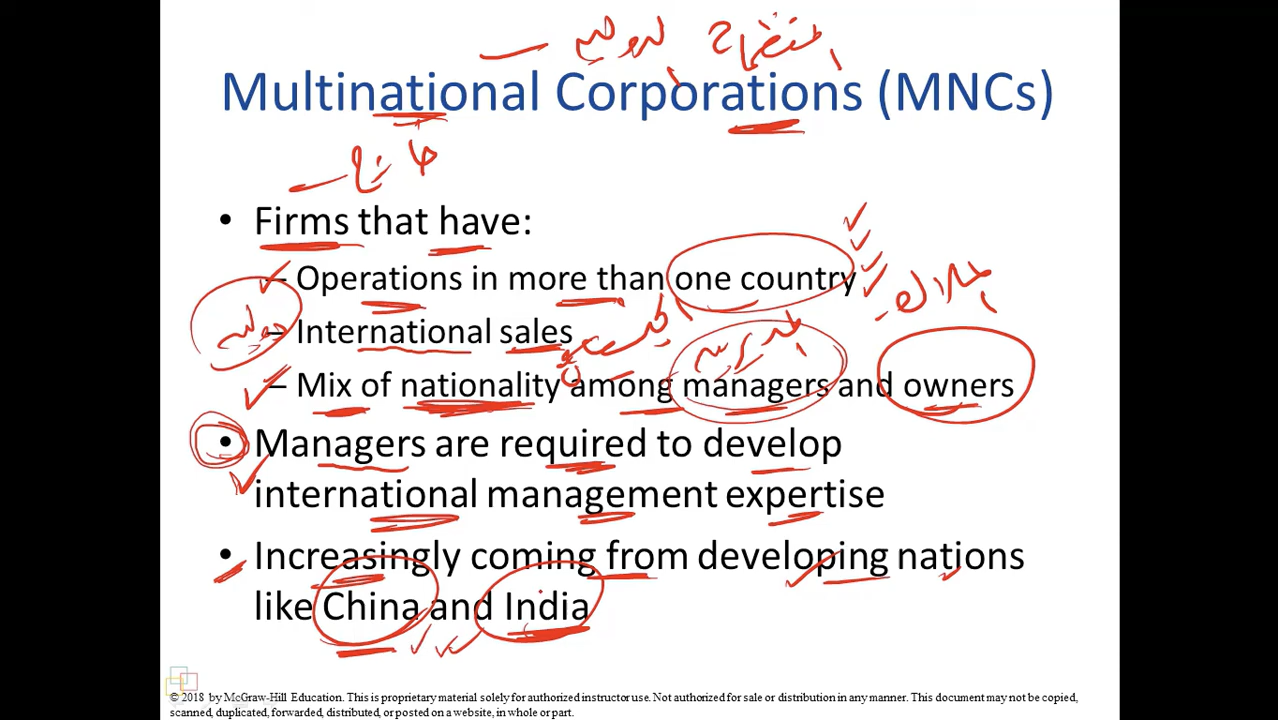 Multinational Corporations (MNCs)
• Firms that have:
– Operations in more than one country
– International sales
– Mix of nationality among managers and owners
• Managers are required to develop
international management expertise
• Increasingly coming from developing nations
like China and India
© 2018 by McGraw-Hill Education. This is proprietary material solely for authorized instructor use. Not authorized for sale or distribution in any manner. This document may not be copied,
scanned, duplicated, forwarded, distributed, or posted on a website, in whole or part.